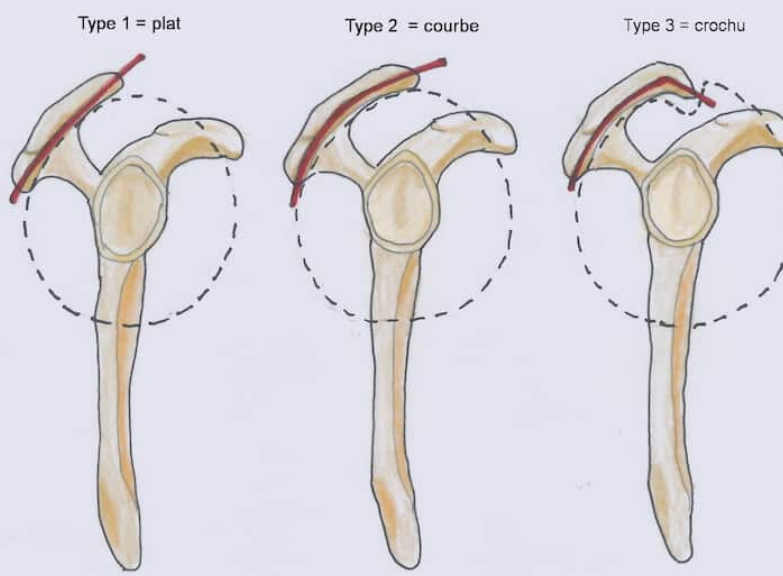 Type 1 = plat
Type 2 = courbe
Type 3 = crochu